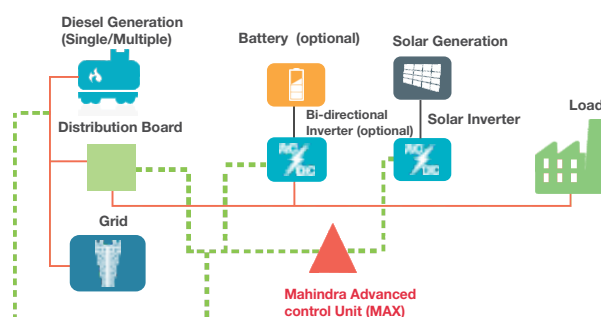 Diesel Generation
(Single/Multiple)
Battery (optional)
Solar Generation
Bi-directional
Inverter (optional)
Solar Inverter
Load
Distribution Board
AC
DC
AC
DC
Grid
Mahindra Advanced
control Unit (MAX)